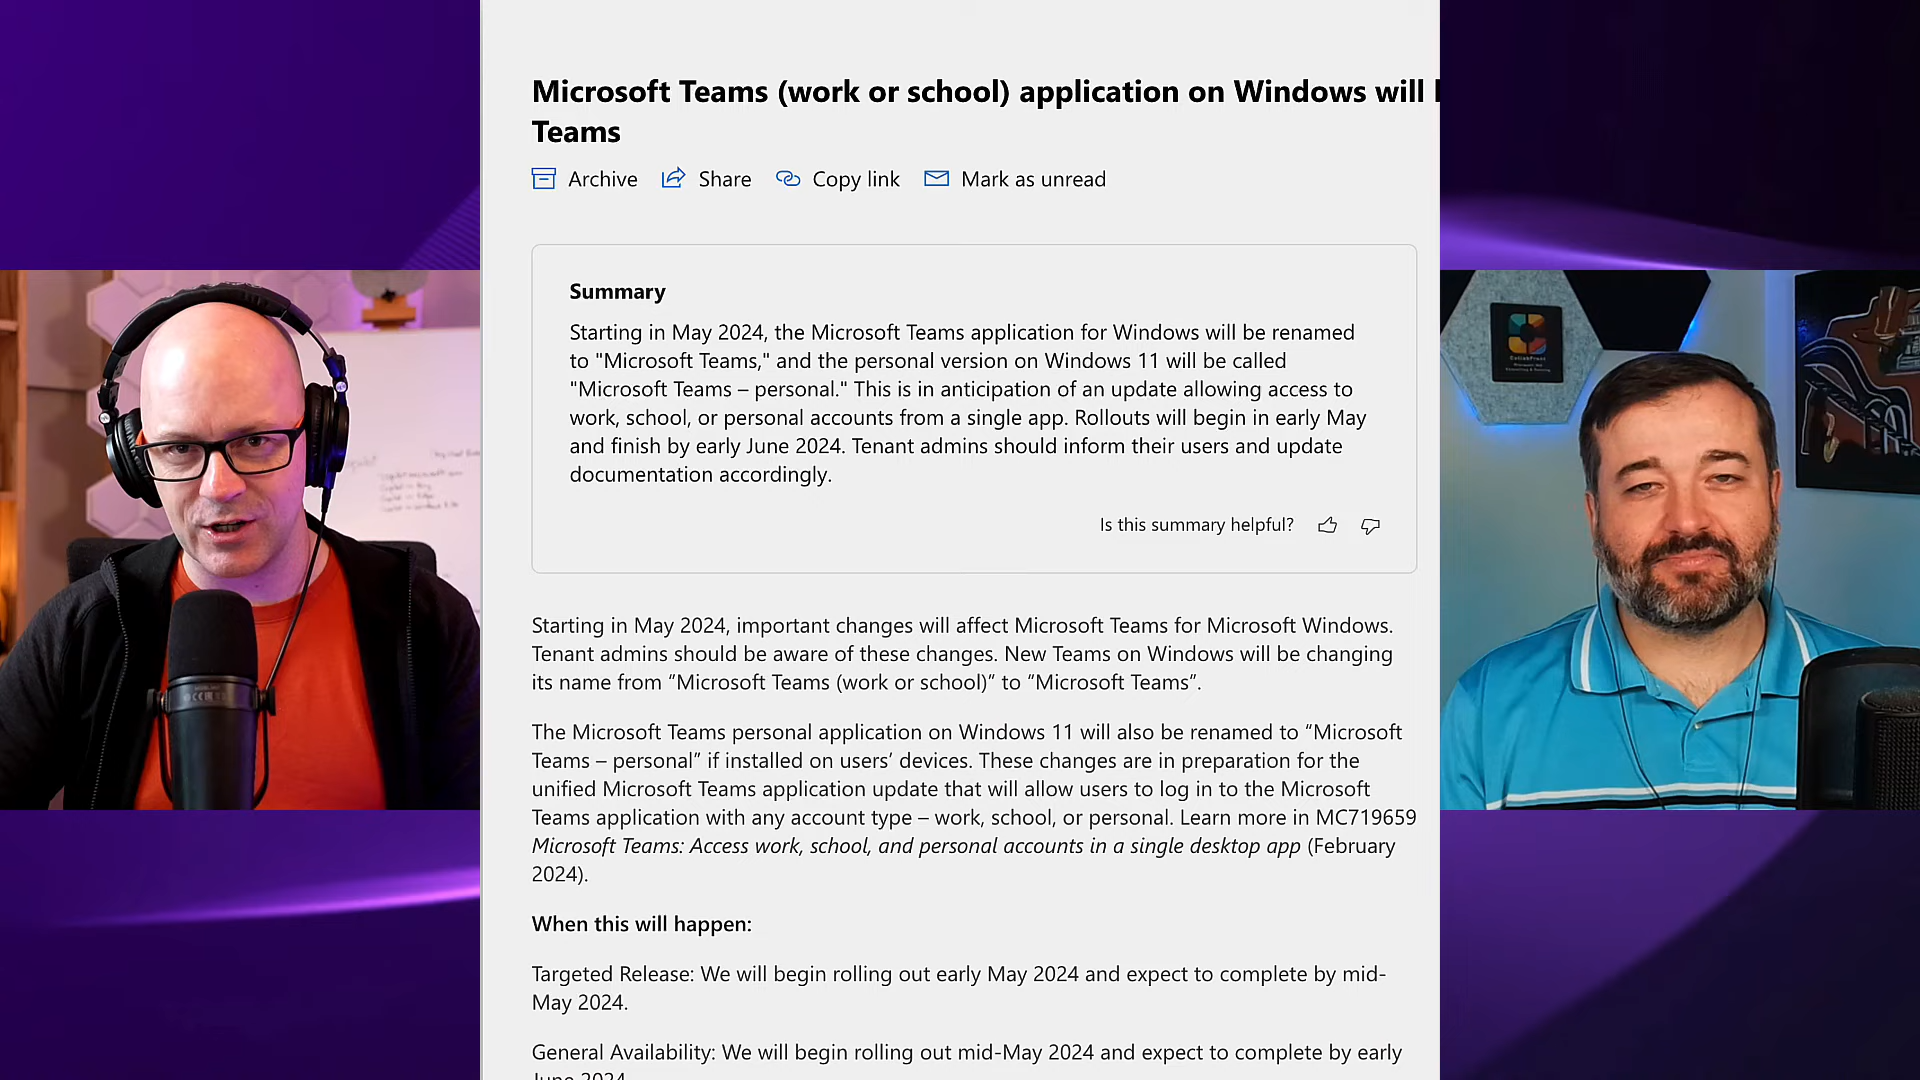 Microsoft Teams (work or school) application on Windows will
Teams
Archive Share Copy link Mark as unread
Summary
Starting in May 2024, the Microsoft Teams application for Windows will be renamed
to "Microsoft Teams," and the personal version on Windows 11 will be called
"Microsoft Teams – personal." This is in anticipation of an update allowing access to
work, school, or personal accounts from a single app. Rollouts will begin in early May
and finish by early June 2024. Tenant admins should inform their users and update
documentation accordingly.
Is this summary helpful?
Starting in May 2024, important changes will affect Microsoft Teams for Microsoft Windows.
Tenant admins should be aware of these changes. New Teams on Windows will be changing
its name from “Microsoft Teams (work or school)” to “Microsoft Teams”.
The Microsoft Teams personal application on Windows 11 will also be renamed to “Microsoft
Teams – personal” if installed on users’ devices. These changes are in preparation for the
unified Microsoft Teams application update that will allow users to log in to the Microsoft
Teams application with any account type – work, school, or personal. Learn more in MC719659
Microsoft Teams: Access work, school, and personal accounts in a single desktop app (February
2024).
When this will happen:
Targeted Release: We will begin rolling out early May 2024 and expect to complete by mid-
May 2024.
General Availability: We will begin rolling out mid-May 2024 and expect to complete by early
June 2024